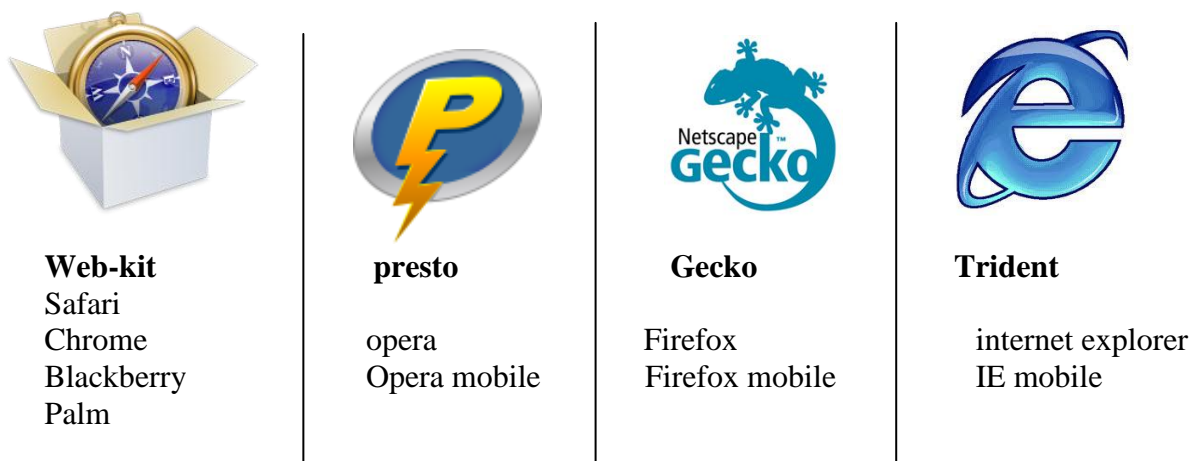 N
E
W
P
Netscape™
Gecko
Web-kit
Safari
Chrome
Blackberry
Palm
presto
opera
Opera mobile
Gecko
Firefox
Firefox mobile
Trident
internet explorer
IE mobile